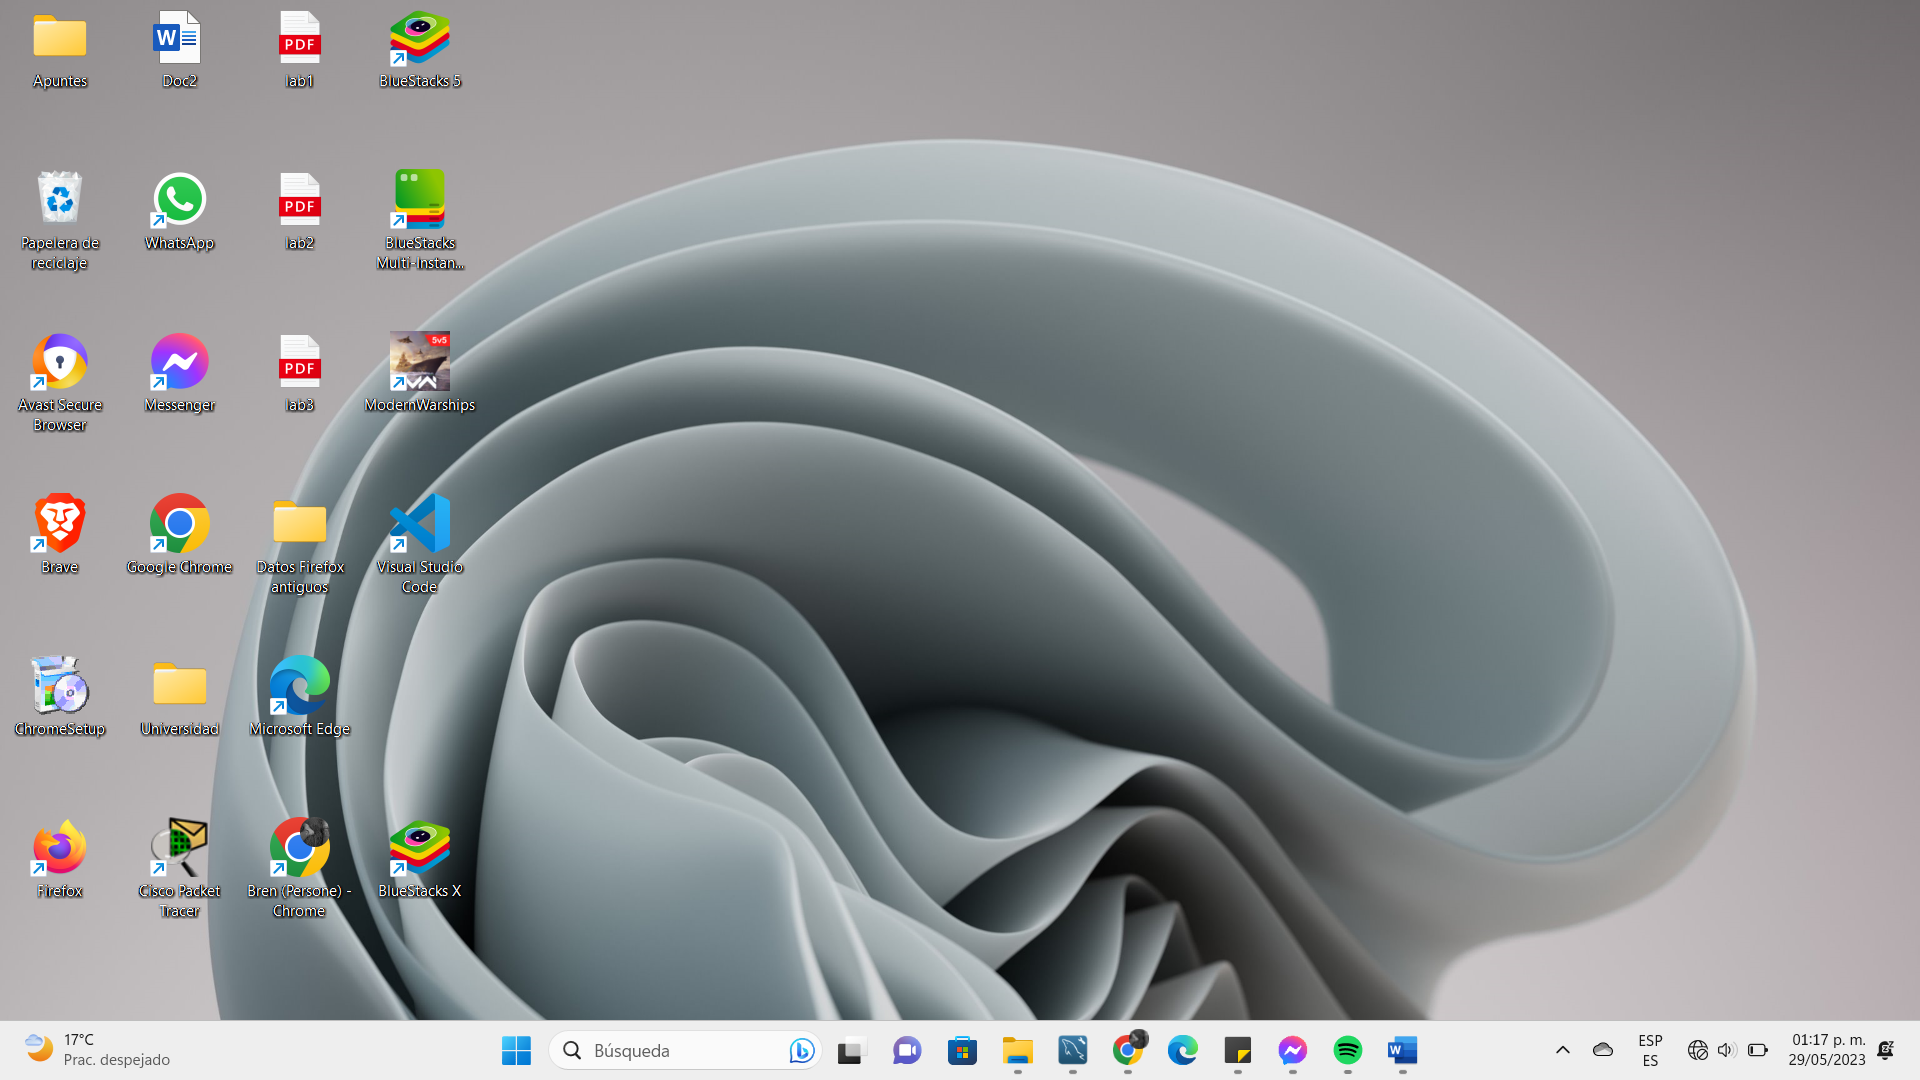 Apuntes
Doc2
lab1
BlueStacks 5
Papelera de
reciclaje
WhatsApp
lab2
BlueStacks
Multi-Instan...
Avast Secure
Browser
Messenger
lab3
ModernWarships
Brave
Google Chrome
Datos Firefox
antiguos
Visual Studio
Code
ChromeSetup
Universidad
Microsoft Edge
Firefox
Cisco Packet
Tracer
Bren (Persone) -
Chrome
BlueStacks X
W
PDF
PDF
PDF
5v5
17°C
Prac. despejado
Búsqueda
W
ESP
ES
01:17 p. m.
29/05/2023